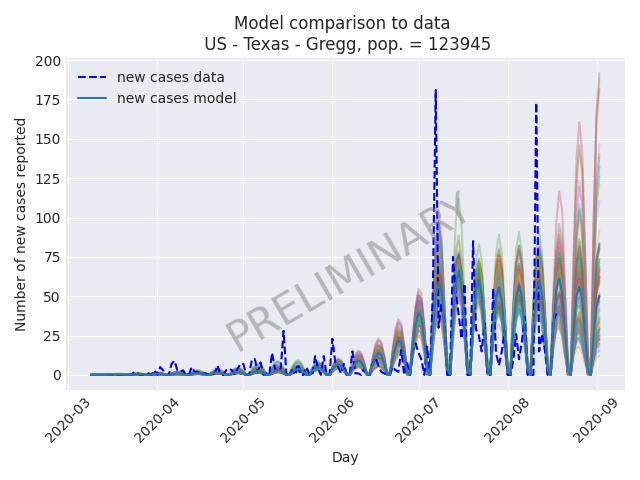 Model comparison to data
US - Texas - Gregg, pop. = 123945
new cases data
new cases model
Number of new cases reported
200
175
150
125
100
75
50
25
0
PRELIMINARY
2020-03
2020-04
2020-05
2020-06
2020-07
2020-08
2020-09
Day